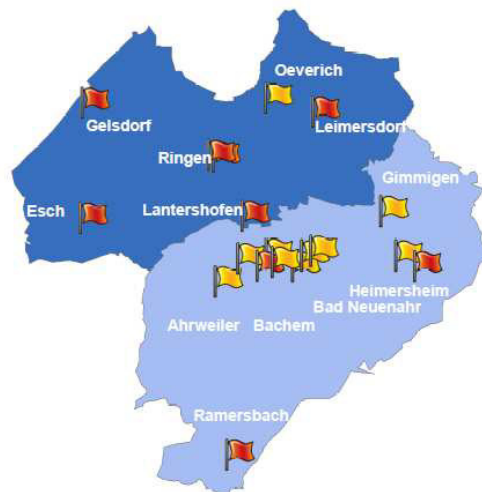 Oeverich
Gelsdorf
Leimersdorf
Ringen
Gimmigen
Esch
Lantershofen
Heimersheim
Bad Neuenahr
Ahrweiler
Bachem
Ramersbach